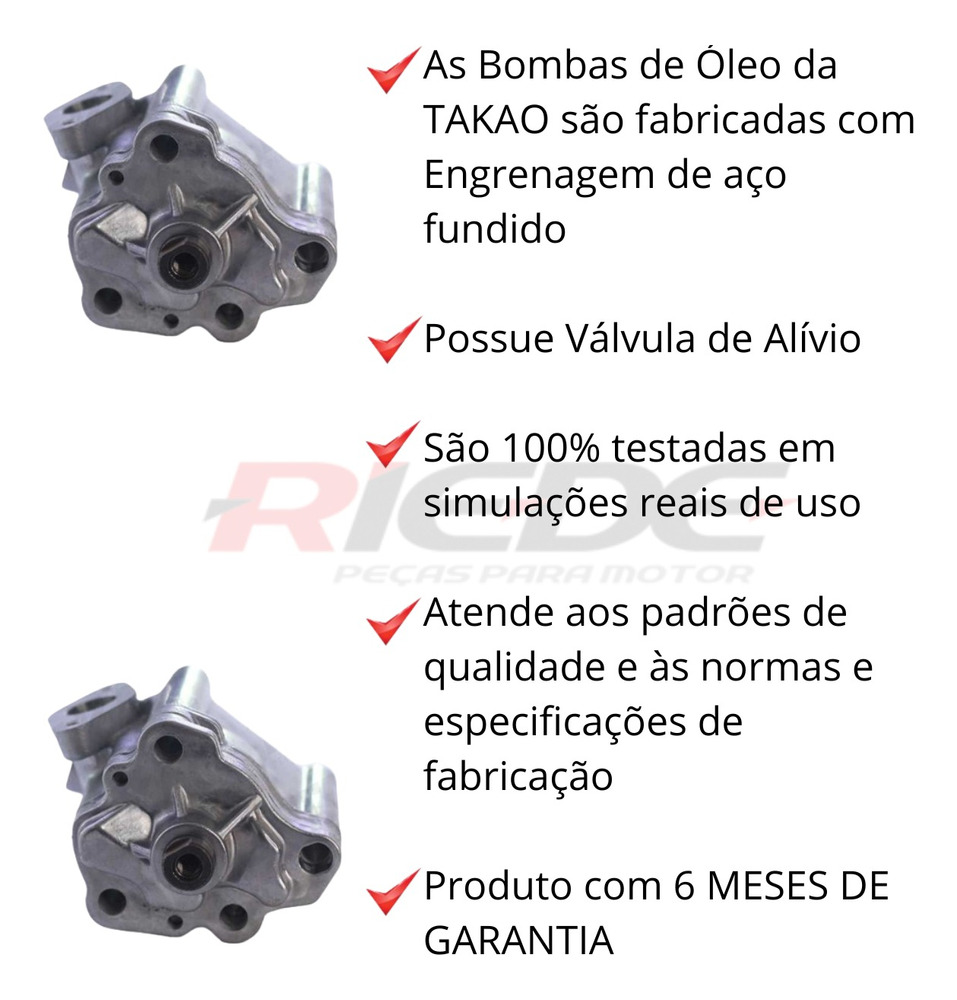 As Bombas de Óleo da
TAKAO são fabricadas com
Engrenagem de aço
fundido
Possue Válvula de Alívio
São 100% testadas em
simulações reais de uso
RIEDE
PEÇAS PARA MOTOR
Atende aos padrões de
qualidade e às normas e
especificações de
fabricação
Produto com 6 MESES DE
GARANTIA